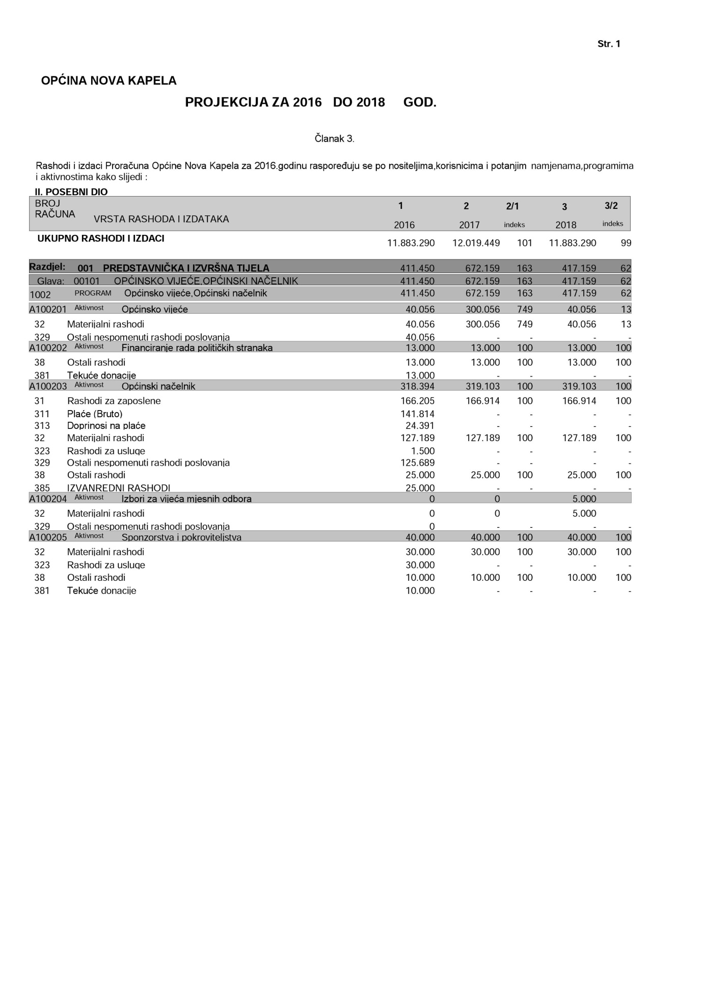 Str. 1
OPĆINA NOVA KAPELA
PROJEKCIJA ZA 2016 DO 2018 GOD.
Članak 3.
Rashodi i izdaci Proračuna Općine Nova Kapela za 2016.godinu raspoređuju se po nositeljima,korisnicima i potanjim namjenama,programima
i aktivnostima kako slijedi :
II. POSEBNI DIO
BROJ RAČUNA VRSTA RASHODA I IZDATAKA 1 2 2/1 3 3/2
2016 2017 indeks 2018 indeks
UKUPNO RASHODI I IZDACI 11.883.290 12.019.449 101 11.883.290 99
Razdjel: 001 PREDSTAVNIČKA I IZVRŠNA TIJELA 411.450 672.159 163 417.159 62
Glava: 00101 OPĆINSKO VIJEĆE,OPĆINSKI NAČELNIK 411.450 672.159 163 417.159 62
1002 PROGRAM Općinsko vijeće,Općinski načelnik 411.450 672.159 163 417.159 62
A100201 Aktivnost Općinsko vijeće 40.056 300.056 749 40.056 13
32 Materijalni rashodi 40.056 300.056 749 40.056 13
329 Ostali nespomenuti rashodi poslovanja 40.056 - - - -
A100202 Aktivnost Financiranje rada političkih stranaka 13.000 13.000 100 13.000 100
38 Ostali rashodi 13.000 13.000 100 13.000 100
381 Tekuće donacije 13.000 - - - -
A100203 Aktivnost Općinski načelnik 318.394 319.103 100 319.103 100
31 Rashodi za zaposlene 166.205 166.914 100 166.914 100
311 Plaće (Bruto) 141.814 - - - -
313 Doprinosi na plaće 24.391 - - - -
32 Materijalni rashodi 127.189 127.189 100 127.189 100
323 Rashodi za usluge 1.500 - - - -
329 Ostali nespomenuti rashodi poslovanja 125.689 - - - -
38 Ostali rashodi 25.000 25.000 100 25.000 100
385 IZVANREDNI RASHODI 25.000 - - - -
A100204 Aktivnost Izbori za vijeća mjesnih odbora 0 0 5.000
32 Materijalni rashodi 0 0 5.000
329 Ostali nespomenuti rashodi poslovanja 0 - - - -
A100205 Aktivnost Sponzorstva i pokroviteljstva 40.000 40.000 100 40.000 100
32 Materijalni rashodi 30.000 30.000 100 30.000 100
323 Rashodi za usluge 30.000 - - - -
38 Ostali rashodi 10.000 10.000 100 10.000 100
381 Tekuće donacije 10.000 - - - -